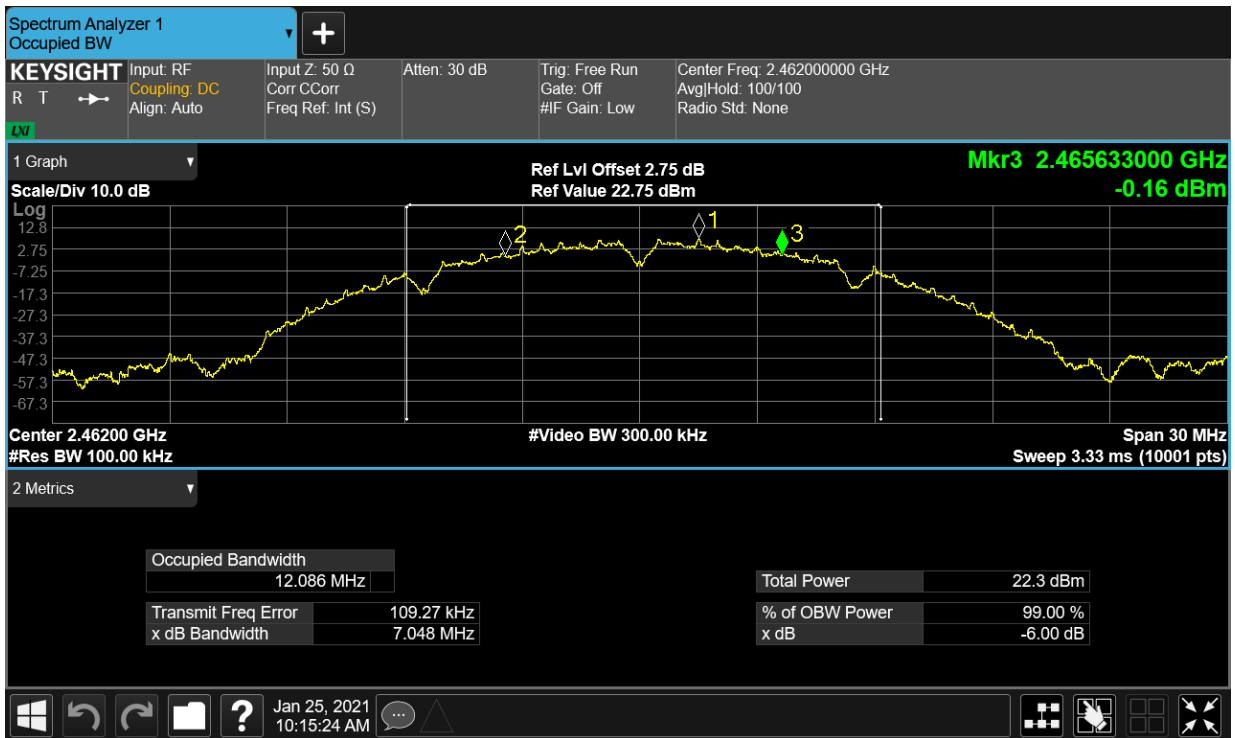 Spectrum Analyzer 1
Occupied BW
KEYSIGHT
R T
LXI
Input: RF
Coupling: DC
Align: Auto
Input Z: 50 Ω
Corr CCorr
Freq Ref: Int (S)
Atten: 30 dB
Trig: Free Run
Gate: Off
#IF Gain: Low
Center Freq: 2.462000000 GHz
Avg|Hold: 100/100
Radio Std: None
1 Graph
Scale/Div 10.0 dB
Ref Lvl Offset 2.75 dB
Ref Value 22.75 dBm
Mkr3 2.465633000 GHz
-0.16 dBm
Log
12.8
2.75
-7.25
-17.3
-27.3
-37.3
-47.3
-57.3
-67.3
2
1
3
Center 2.46200 GHz
#Res BW 100.00 kHz
#Video BW 300.00 kHz
Span 30 MHz
Sweep 3.33 ms (10001 pts)
2 Metrics
Occupied Bandwidth
12.086 MHz
Transmit Freq Error 109.27 kHz
x dB Bandwidth 7.048 MHz
Total Power 22.3 dBm
% of OBW Power 99.00 %
x dB -6.00 dB
?
Jan 25, 2021
10:15:24 AM